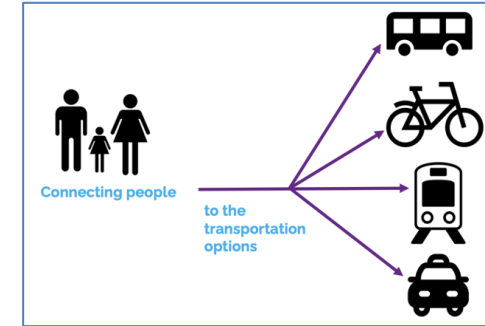 Connecting people
to the
transportation
options